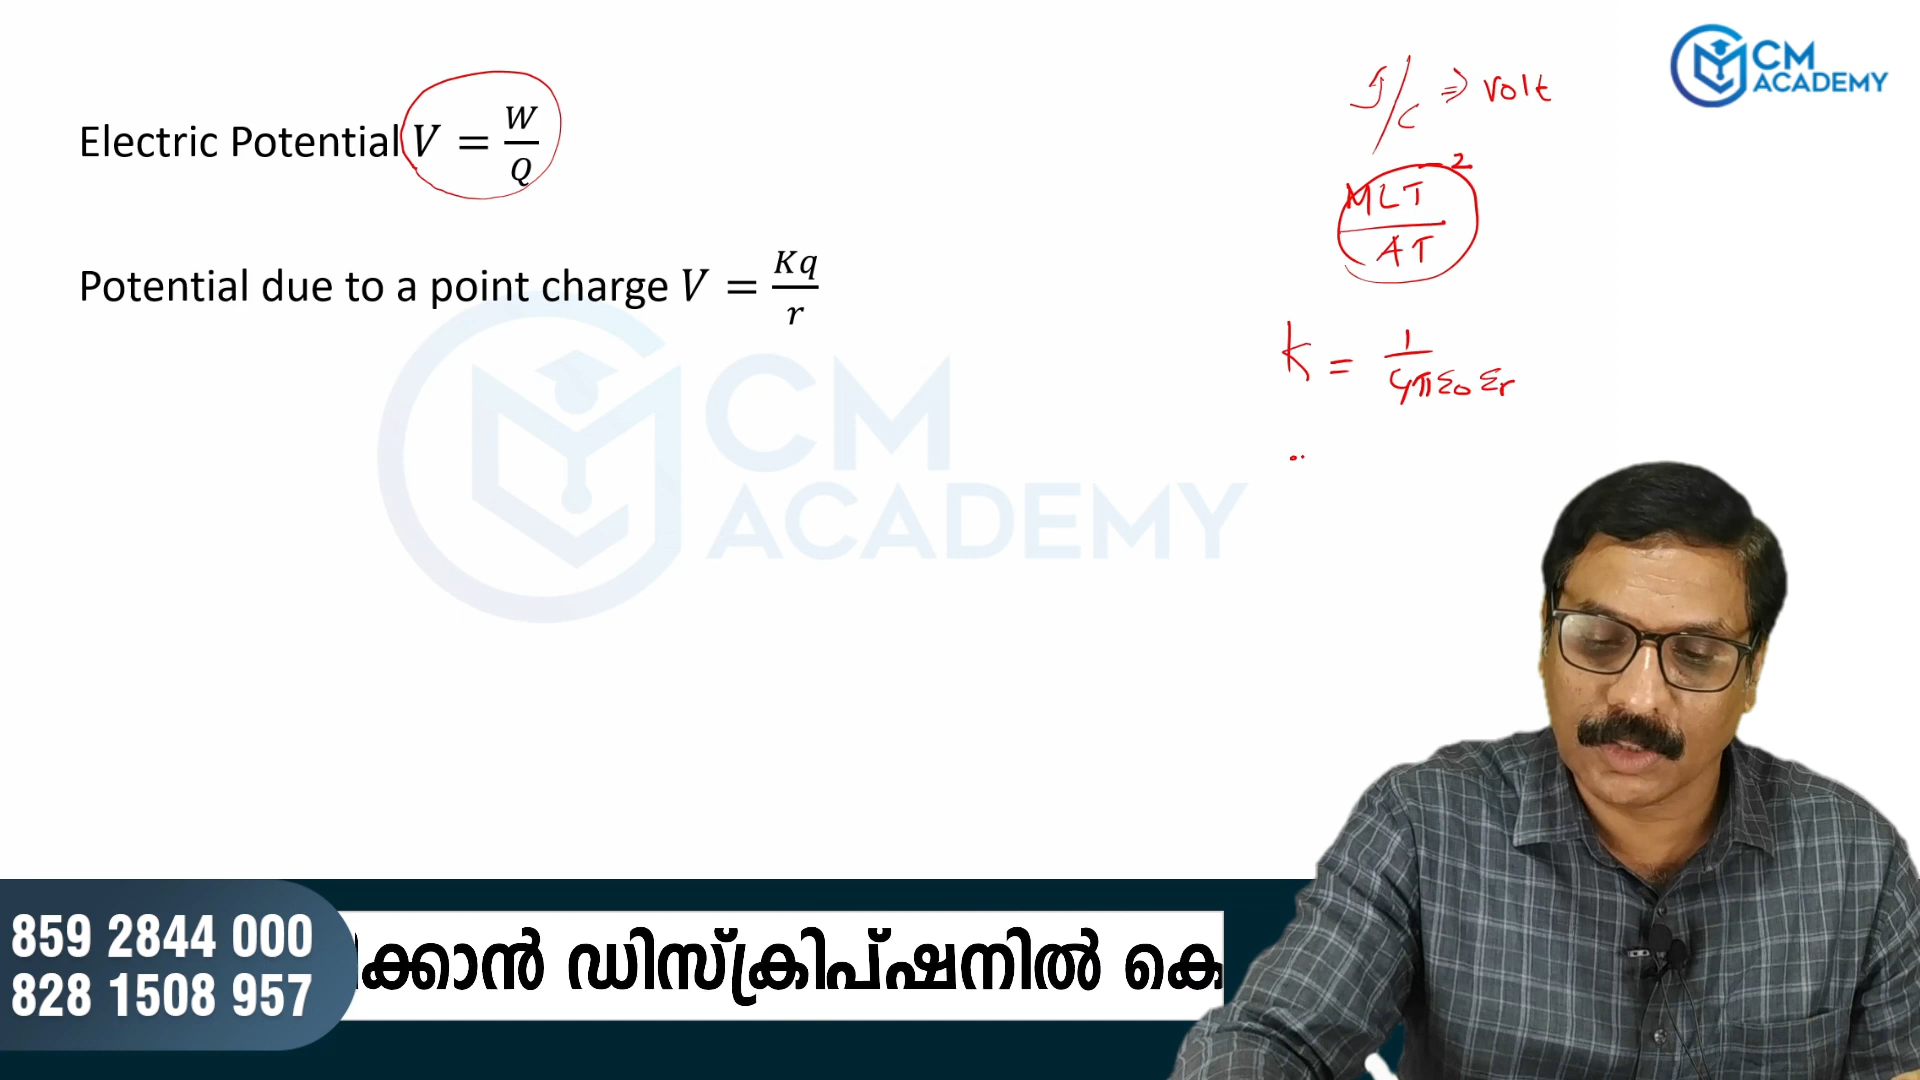 CM
ACADEMY
J/C ⇒ volt
Electric Potential V = W/Q
MLT⁻²
AT
Potential due to a point charge V = Kq/r
K = 1/4πε₀εᵣ
CM
ACADEMY
859 2844 000
828 1508 957
ിക്കാൻ ഡിസ്ക്രിപ്ഷനിൽ കെ